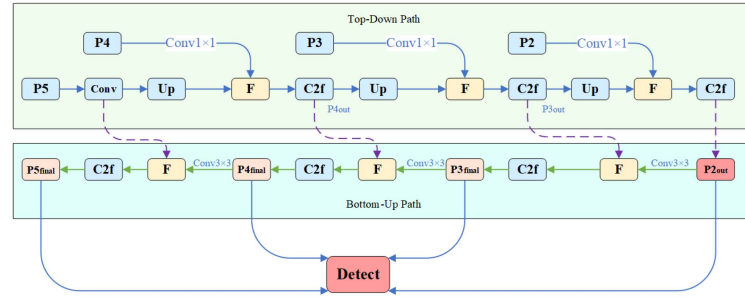 Top-Down Path
P4 Conv1×1 P3 Conv1×1 P2 Conv1×1
P5 Conv Up F C2f Up F C2f Up F C2f
P4out P3out
Conv3×3 Conv3×3 Conv3×3
P5final C2f F P4final C2f F P3final C2f F P2out
Bottom-Up Path
Detect